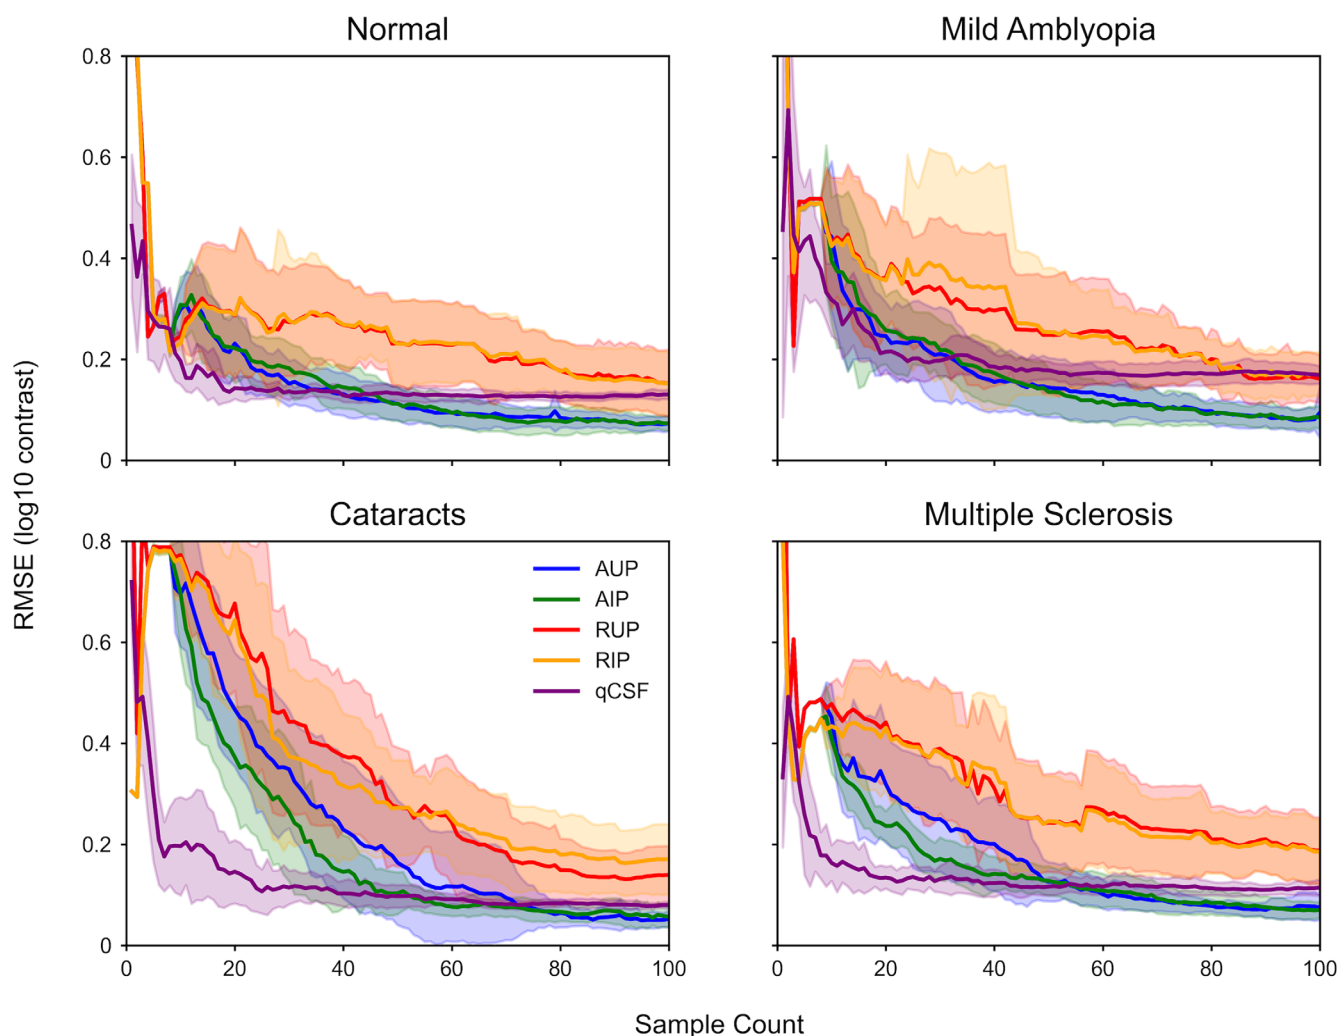 Normal
Mild Amblyopia
0.8
0.6
0.4
0.2
0
Cataracts
Multiple Sclerosis
0.8
0.6
0.4
0.2
0
AUP
AIP
RUP
RIP
qCSF
0 20 40 60 80 100
0 20 40 60 80 100
RMSE (log10 contrast)
Sample Count